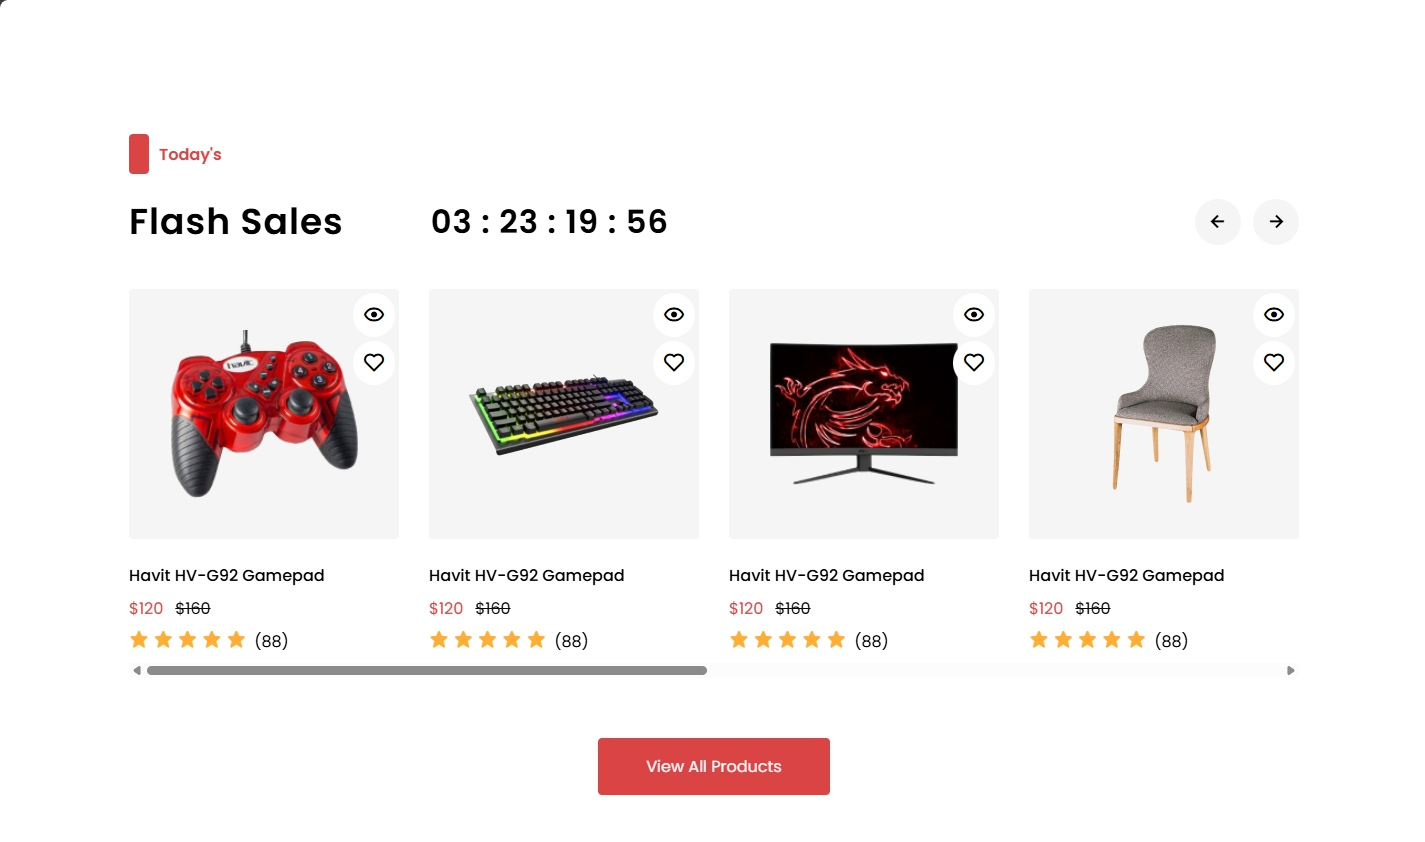 Today's
Flash Sales
03 : 23 : 19 : 56
havit
Havit HV-G92 Gamepad
$120 $160
(88)
Havit HV-G92 Gamepad
$120 $160
(88)
Havit HV-G92 Gamepad
$120 $160
(88)
Havit HV-G92 Gamepad
$120 $160
(88)
View All Products